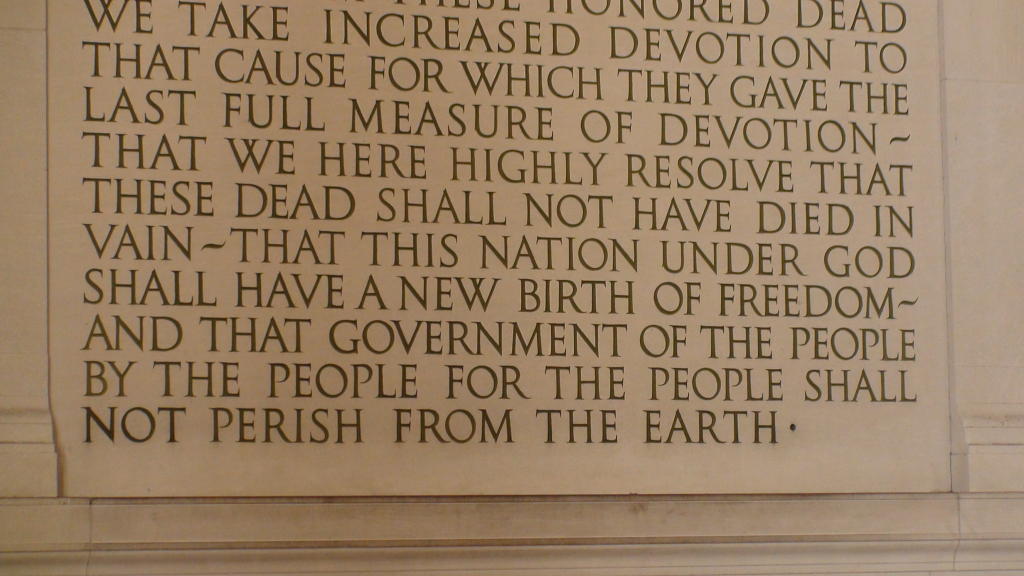 THESE HONORED DEAD
WE TAKE INCREASED DEVOTION TO
THAT CAUSE FOR WHICH THEY GAVE THE
LAST FULL MEASURE OF DEVOTION~
THAT WE HERE HIGHLY RESOLVE THAT
THESE DEAD SHALL NOT HAVE DIED IN
VAIN~THAT THIS NATION UNDER GOD
SHALL HAVE A NEW BIRTH OF FREEDOM~
AND THAT GOVERNMENT OF THE PEOPLE
BY THE PEOPLE FOR THE PEOPLE SHALL
NOT PERISH FROM THE EARTH·